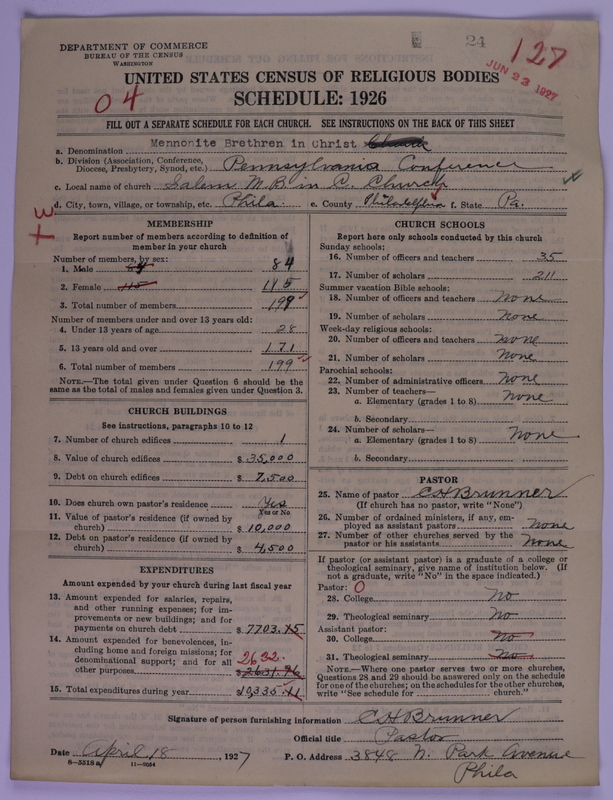 DEPARTMENT OF COMMERCE
BUREAU OF THE CENSUS
WASHINGTON
24
127
JUN 23 1927
UNITED STATES CENSUS OF RELIGIOUS BODIES
04
SCHEDULE: 1926
FILL OUT A SEPARATE SCHEDULE FOR EACH CHURCH. SEE INSTRUCTIONS ON THE BACK OF THIS SHEET
a. Denomination Mennonite Brethren in Christ
b. Division (Association, Conference, Diocese, Presbytery, Synod, etc.) Pennsylvania Conference
c. Local name of church Salem M.B. in C. Church
d. City, town, village, or township, etc. Phila. e. County Philadelphia f. State Pa.
MEMBERSHIP
Report number of members according to definition of
member in your church
Number of members, by sex:
1. Male 84
2. Female 115
3. Total number of members 199
Number of members under and over 13 years old:
4. Under 13 years of age 28
5. 13 years old and over 171
6. Total number of members 199
NOTE.—The total given under Question 6 should be
same as the total of males and females given under Question 3.
CHURCH BUILDINGS
See instructions, paragraphs 10 to 12
7. Number of church edifices 1
8. Value of church edifices $ 35,000
9. Debt on church edifices $ 7,500
10. Does church own pastor's residence Yes
Yes or No
11. Value of pastor's residence (if owned by
church) $ 10,000
12. Debt on pastor's residence (if owned by
church) $ 4,500
EXPENDITURES
Amount expended by your church during last fiscal year
13. Amount expended for salaries, repairs,
and other running expenses; for im-
provements or new buildings; and for
payments on church debt $ 7703.15
14. Amount expended for benevolences, in-
cluding home and foreign missions; for
denominational support; and for all
other purposes 2632. $ 2631.96
15. Total expenditures during year $ 10,335.11
CHURCH SCHOOLS
Report here only schools conducted by this church
Sunday schools:
16. Number of officers and teachers 35
17. Number of scholars 211
Summer vacation Bible schools:
18. Number of officers and teachers None
19. Number of scholars None
Week-day religious schools:
20. Number of officers and teachers None
21. Number of scholars None
Parochial schools:
22. Number of administrative officers None
23. Number of teachers—
a. Elementary (grades 1 to 8) None
b. Secondary
24. Number of scholars—
a. Elementary (grades 1 to 8) None
b. Secondary
PASTOR
25. Name of pastor C H Brunner
(If church has no pastor, write "None")
26. Number of ordained ministers, if any, em-
ployed as assistant pastors none
27. Number of other churches served by the
pastor or his assistants None
If pastor (or assistant pastor) is a graduate of a college or
theological seminary, give name of institution below. (If
not a graduate, write "No" in the space indicated.)
Pastor: 0
28. College No
29. Theological seminary No
Assistant pastor:
30. College No
31. Theological seminary No
NOTE.—Where one pastor serves two or more churches,
Questions 28 and 29 should be answered only on the schedule
for one of the churches; on the schedules for the other churches,
write "See schedule for church."
Signature of person furnishing information C H Brunner
Official title Pastor
Date April 18, 1927 P. O. Address 3848 N. Park Avenue
8-5518a 11-9054
Phila